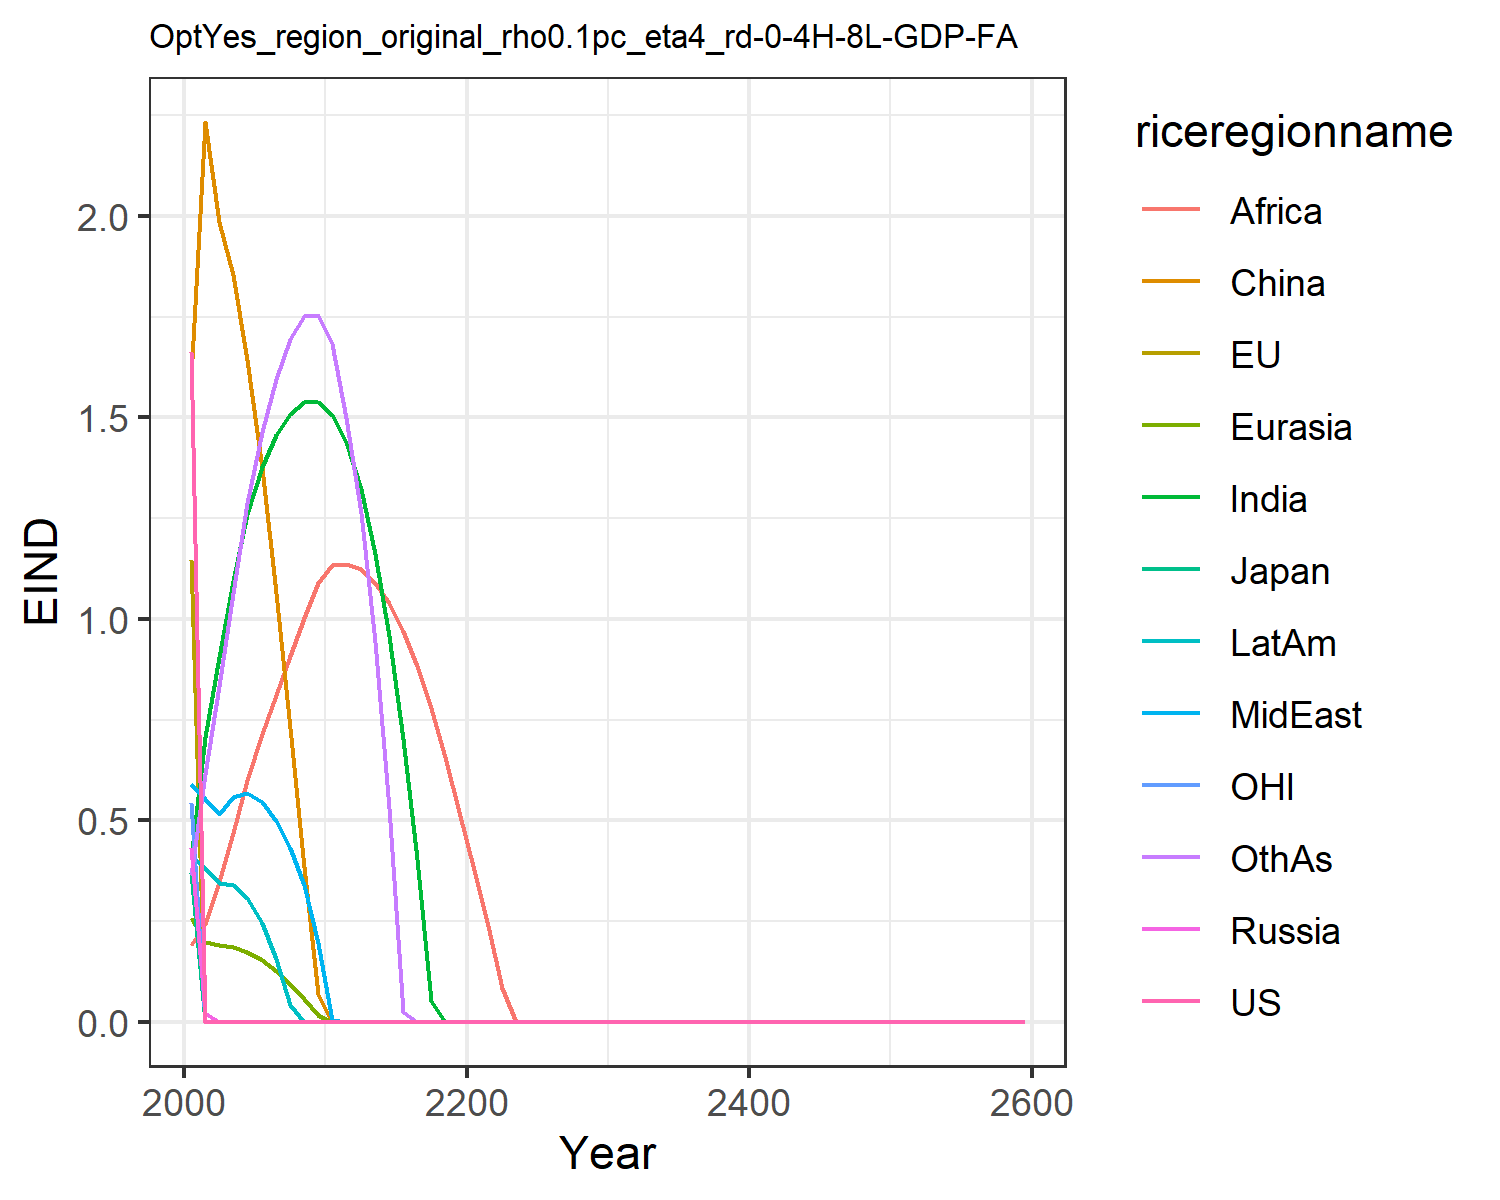 OptYes_region_original_rho0.1pc_eta4_rd-0-4H-8L-GDP-FA
2.0
1.5
1.0
0.5
0.0
EIND
2000 2200 2400 2600
Year
riceregionname
Africa
China
EU
Eurasia
India
Japan
LatAm
MidEast
OHI
OthAs
Russia
US